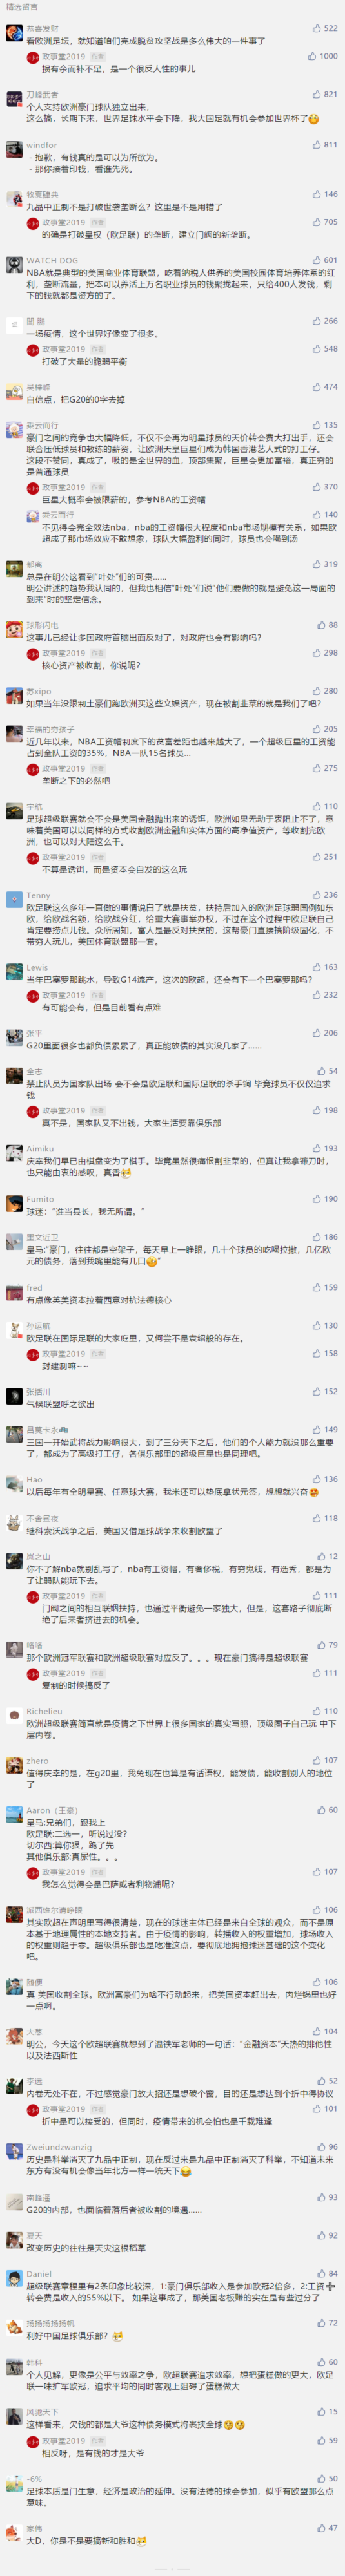 精选留言
恭喜发财
522
看欧洲足坛，就知道咱们完成脱贫攻坚战是多么伟大的一件事了
政事堂2019 作者
1000
损有余而补不足，是一个很反人性的事儿
刀峰武者
821
个人支持欧洲豪门球队独立出来，
这么搞，长期下来，世界足球水平会下降，我大国足就有机会参加世界杯了
windfor
811
- 抱歉，有钱真的是可以为所欲为。
- 那你接着印钱，看谁先死。
牧夏肆典
146
九品中正制不是打破世袭垄断么？这里是不是用错了
政事堂2019 作者
705
的确是打破皇权（欧足联）的垄断，建立门阀的新垄断。
WATCH DOG
601
NBA就是典型的美国商业体育联盟，吃着纳税人供养的美国校园体育培养体系的红
利，垄断流量，把本可以养活上万名职业球员的钱聚拢起来，只给400人发钱，剩
下的钱就都是资方的了。
266
一场疫情，这个世界好像变了很多。
政事堂2019 作者
548
打破了大量的脆弱平衡
474
自信点，把G20的0字去掉
舜云而行
135
豪门之间的竞争也大幅降低，不仅不会再为明星球员的天价转会费大打出手，还会
联合压低球员和教练的薪资，让欧洲天皇巨星们成为韩国香港艺人式的打工仔。
这段不赞同，真成了，吸的是全世界的血，顶部集聚，巨星会更加富裕，真正穷的
是普通球员
政事堂2019 作者
370
巨星大概率会被限薪的，参考NBA的工资帽
舜云而行
140
不见得会完全效法nba，nba的工资帽很大程度和nba市场规模有关系，如果欧
超成了那市场效应不敢想象，球队大幅盈利的同时，球员也会喝到汤
郁离
319
总是在明公这看到“叶处”们的可贵……
明公讲述的趋势我认同的，但我也相信“叶处”们说“他们要做的就是避免这一局面的
到来”时的坚定信念。
球形闪电
88
这事儿已经让多国政府首脑出面反对了，对政府也会有影响吗？
政事堂2019 作者
298
核心资产被收割，你说呢？
苏xipo
280
如果当年没限制土豪们跑欧洲买这些文娱资产，现在被割韭菜的就是我们了吧？
幸福的穷孩子
205
近几年以来，NBA工资帽制度下的贫富差距也越来越大了，一个超级巨星的工资能
占到全队工资的35%，NBA一队15名球员...
政事堂2019 作者
275
垄断之下的必然吧
宇航
110
足球超级联赛就会不会是美国金融抛出来的诱饵，欧洲如果无动于衷阻止不了，意
味着美国可以以同样的方式收割欧洲金融和实体方面的高净值资产，等收割完欧
洲，也可以对大陆这么干。
政事堂2019 作者
251
不算是诱饵，而是资本会自发的这么玩
Tenny
236
欧足联这么多年一直做的事情说白了就是扶贫，扶持后加入的欧洲足球弱国例如东
欧，给欧战名额，给欧战分红，给重大赛事举办权，不过在这个过程中欧足联自己
肯定要捞点儿钱。众所周知，富人是最反对扶贫的，这帮豪门直接搞阶级固化，不
带穷人玩儿，美国体育联盟那一套。
Lewis
163
当年巴塞罗那跳水，导致G14流产，这次的欧超，还会有下一个巴塞罗那吗？
政事堂2019 作者
232
有可能会有，但是目前看有点难
张平
206
G20里面很多也都负债累累了，真正能放债的其实没几家了……
全志
54
禁止队员为国家队出场 会不会是欧足联和国际足联的杀手锏 毕竟球员不仅仅追求
钱
政事堂2019 作者
198
真不是，国家队又不出钱，大家生活要靠俱乐部
Aimiku
193
庆幸我们早已由棋盘变为了棋手。毕竟虽然很痛恨割韭菜的，但真让我拿镰刀时，
也只能由衷的感叹，真香
Fumito
190
球迷：“谁当县长，我无所谓。”
186
皇马:“豪门，往往都是空架子，每天早上一睁眼，几十个球员的吃喝拉撒，几亿欧
元的债务，落到我嘴里能有几口”
fred
159
有点像英美资本拉着西意对抗法德核心
孙运航
130
欧足联在国际足联的大家庭里，又何尝不是袁绍般的存在。
政事堂2019 作者
158
封建制嘛~~
张括川
152
气候联盟呼之欲出
吕萬卡永
149
三国一开始武将战力影响很大，到了三分天下之后，他们的个人能力就没那么重要
了，都成为了高级打工仔，各俱乐部里的超级巨星也是同理吧。
Hao
136
以后每年有全明星赛、任意球大赛，我米还可以垫底拿状元签，想想就兴奋
不舍昼夜
118
继科索沃战争之后，美国又借足球战争来收割欧盟了
岚之山
12
你不了解nba就别乱写了，nba有工资帽，有奢侈税，有穷鬼线，有选秀，都是为
了让弱队能玩下去。
政事堂2019 作者
111
门阀之间的相互联姻扶持，也通过平衡避免一家独大，但是，这套路子彻底断
绝了后来者挤进去的机会。
咭咭
79
那个欧洲冠军联赛和欧洲超级联赛对应反了。。。现在豪门搞得是超级联赛
政事堂2019 作者
111
复制的时候搞反了
Richelieu
110
欧洲超级联赛简直就是疫情之下世界上很多国家的真实写照，顶级圈子自己玩 中下
层内卷。
zhero
107
值得庆幸的是，在g20里，我免现在也算是有话语权，能发债，能收割别人的地位
了
Aaron（王豪）
60
皇马:兄弟们，跟我上
欧足联:二选一，听说过没？
切尔西:算你狠，跪了先
其他俱乐部:真尿性。。。
政事堂2019 作者
107
我怎么觉得会是巴萨或者利物浦呢？
派西维尔请睁眼
106
其实欧超在声明里写得很清楚，现在的球迷主体已经是来自全球的观众，而不是原
本基于地理属性的本地支持者。由于疫情的影响，转播收入的权重增加，球场收入
的权重则趋于零。超级俱乐部也是吃准这点，要彻底地拥抱球迷基础的这个变化
吧。
随便
106
真 美国收割全球。欧洲富豪们为啥不行动起来，把美国资本赶出去，肉烂锅里也好
一点啊。
大葱
104
明公，今天这个欧超联赛就想到了温铁军老师的一句话：“金融资本”天热的排他性
以及法西斯性
李远
52
内卷无处不在，不过感觉豪门放大招还是想破个窗，目的还是想达到个折中得协议
政事堂2019 作者
101
折中是可以接受的，但同时，疫情带来的机会怕也是千载难逢
Zweiundzwanzig
96
历史是科举消灭了九品中正制，现在反过来是九品中正制消灭了科举，不知道未来
东方有没有机会像当年北方一样一统天下
南峰遥
93
G20的内部，也面临着落后者被收割的境遇……
夏天
92
改变历史的往往是天灾这根稻草
Daniel
84
超级联赛章程里有2条印象比较深，1:豪门俱乐部收入是参加欧冠2倍多，2:工资➕
转会费是收入的55%以下。 如果这事成了，那美国老板赚的实在是有些过分了
扬扬扬扬扬帆
72
利好中国足球俱乐部？
韩科
60
个人见解，更像是公平与效率之争，欧超联赛追求效率，想把蛋糕做的更大，欧足
联一味扩军欧冠，追求平均的同时客观上阻碍了蛋糕做大
风驰天下
15
这样看来，欠钱的都是大爷这种债务模式将裹挟全球
政事堂2019 作者
59
相反呀，是有钱的才是大爷
-6%
50
足球本质是门生意，经济是政治的延伸。没有法德的球会参加，似乎有欧盟那么点
意味。
家伟
47
大D，你是不是要搞新和胜和